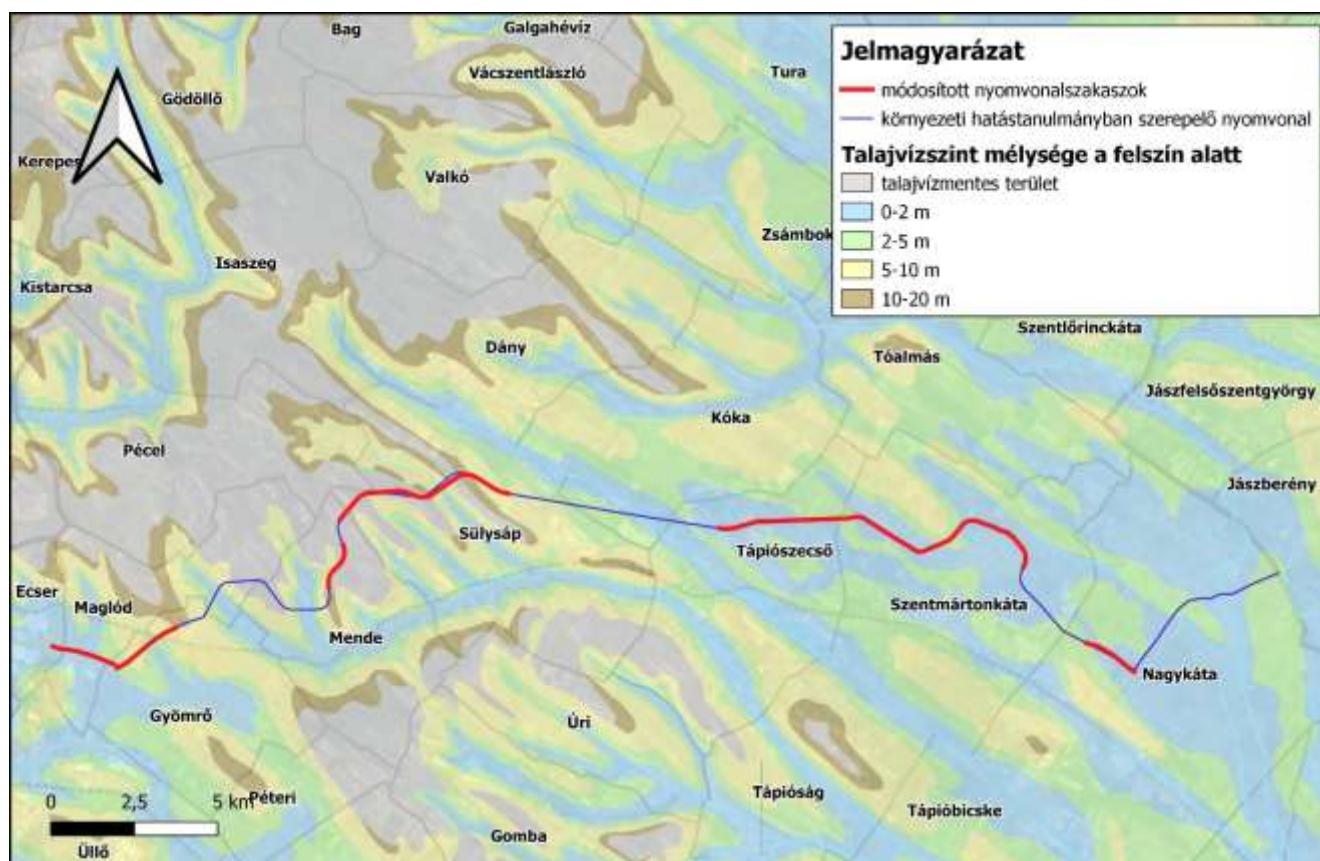 Bag
Galgahévíz
Vácszentlászló
Tura
Gödöllő
Kerepes
Valkó
Zsámbok
Isaszeg
Kistarcsa
Jelmagyarázat
módosított nyomvonalszakaszok
környezeti hatástanulmányban szerepelő nyomvonal
Talajvízszint mélysége a felszín alatt
talajvízmentes terület
0-2 m
2-5 m
5-10 m
10-20 m
Szentlőrinckáta
Dány
Tóalmás
Jászfelsőszentgyörgy
Kóka
Pécel
Jászberény
Sülysáp
Tápiószecső
Ecser
Maglód
Szentmártonkáta
Mende
Nagykáta
Gyömrő
Úri
Péteri
Tápióság
Tápióbicske
Gomba
0 2,5 5 km
Üllő